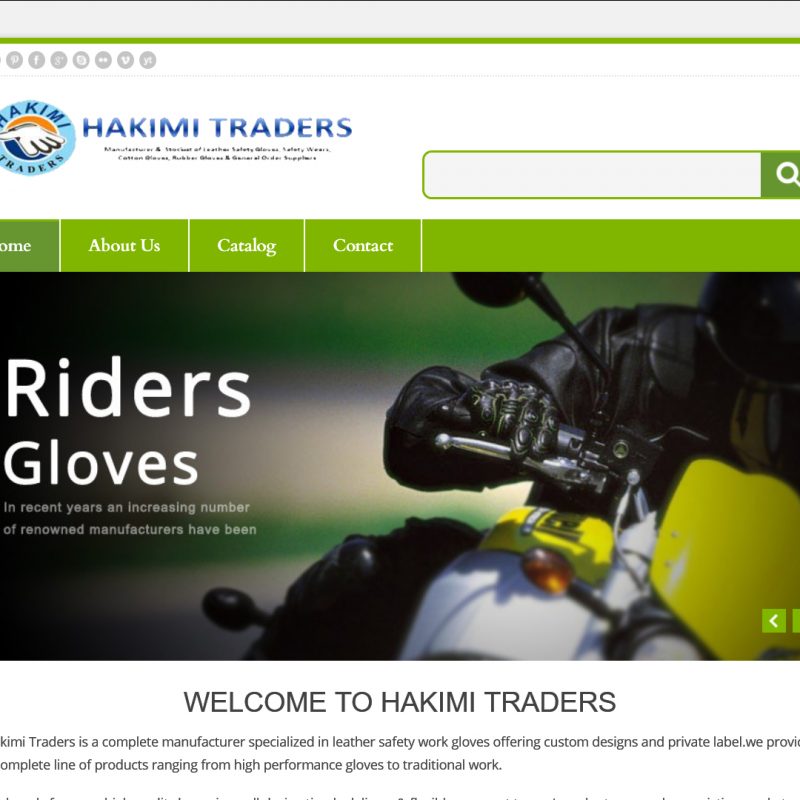 HAKIMI
TRADERS
HAKIMI TRADERS
Manufacturer & Stockist of Leather Safety Gloves, Safety Wears,
Cotton Gloves, Rubber Gloves & General Order Suppliers
ome
About Us
Catalog
Contact
Riders
Gloves
In recent years an increasing number
of renowned manufacturers have been
WELCOME TO HAKIMI TRADERS
kimi Traders is a complete manufacturer specialized in leather safety work gloves offering custom designs and private label.we provid
omplete line of products ranging from high performance gloves to traditional work.